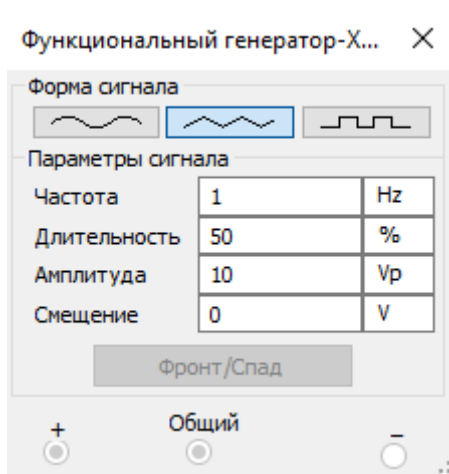 Функциональный генератор-X...
Форма сигнала
Параметры сигнала
Частота 1 Hz
Длительность 50 %
Амплитуда 10 Vp
Смещение 0 V
Фронт/Спад
+ Общий –